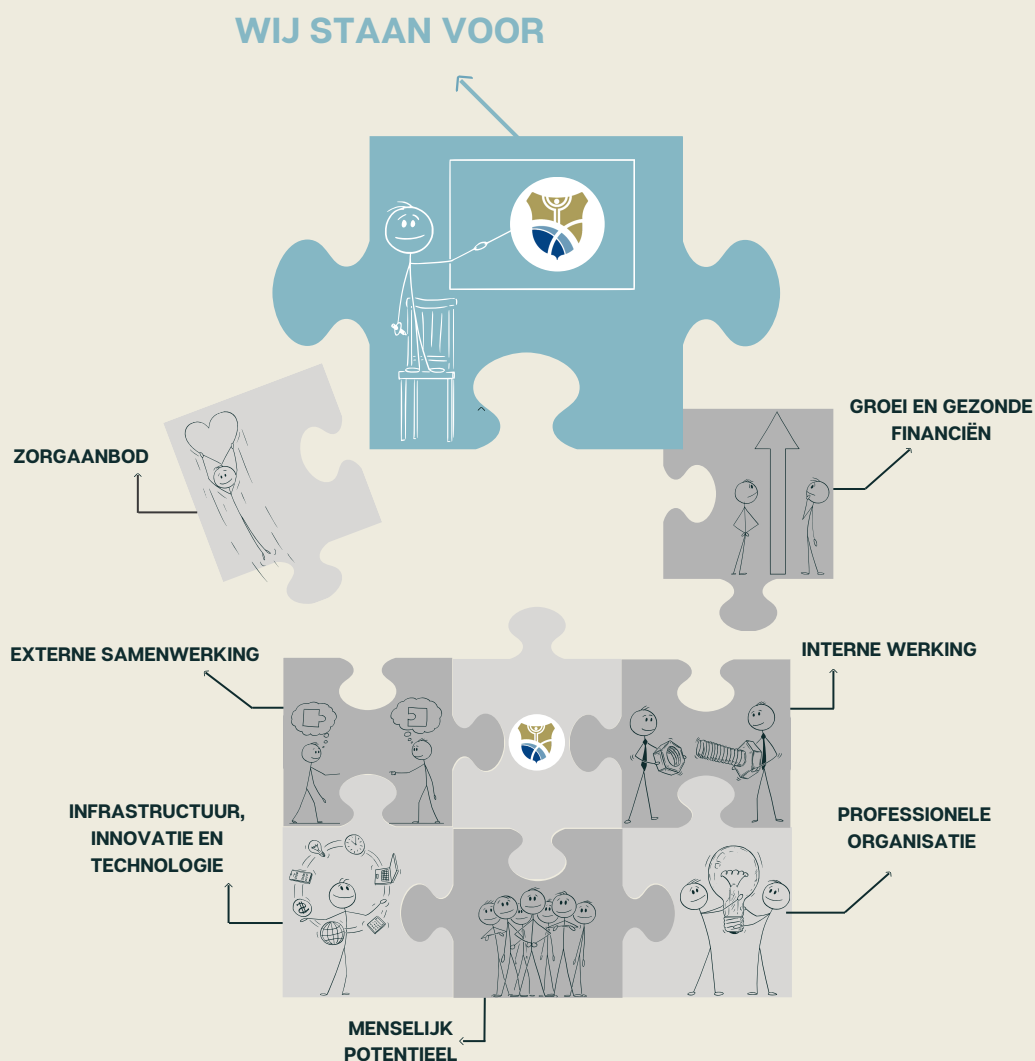 WIJ STAAN VOOR
ZORGAANBOD
GROEI EN GEZONDE
FINANCIËN
EXTERNE SAMENWERKING
INTERNE WERKING
INFRASTRUCTUUR,
INNOVATIE EN
TECHNOLOGIE
PROFESSIONELE
ORGANISATIE
MENSELIJK
POTENTIEEL